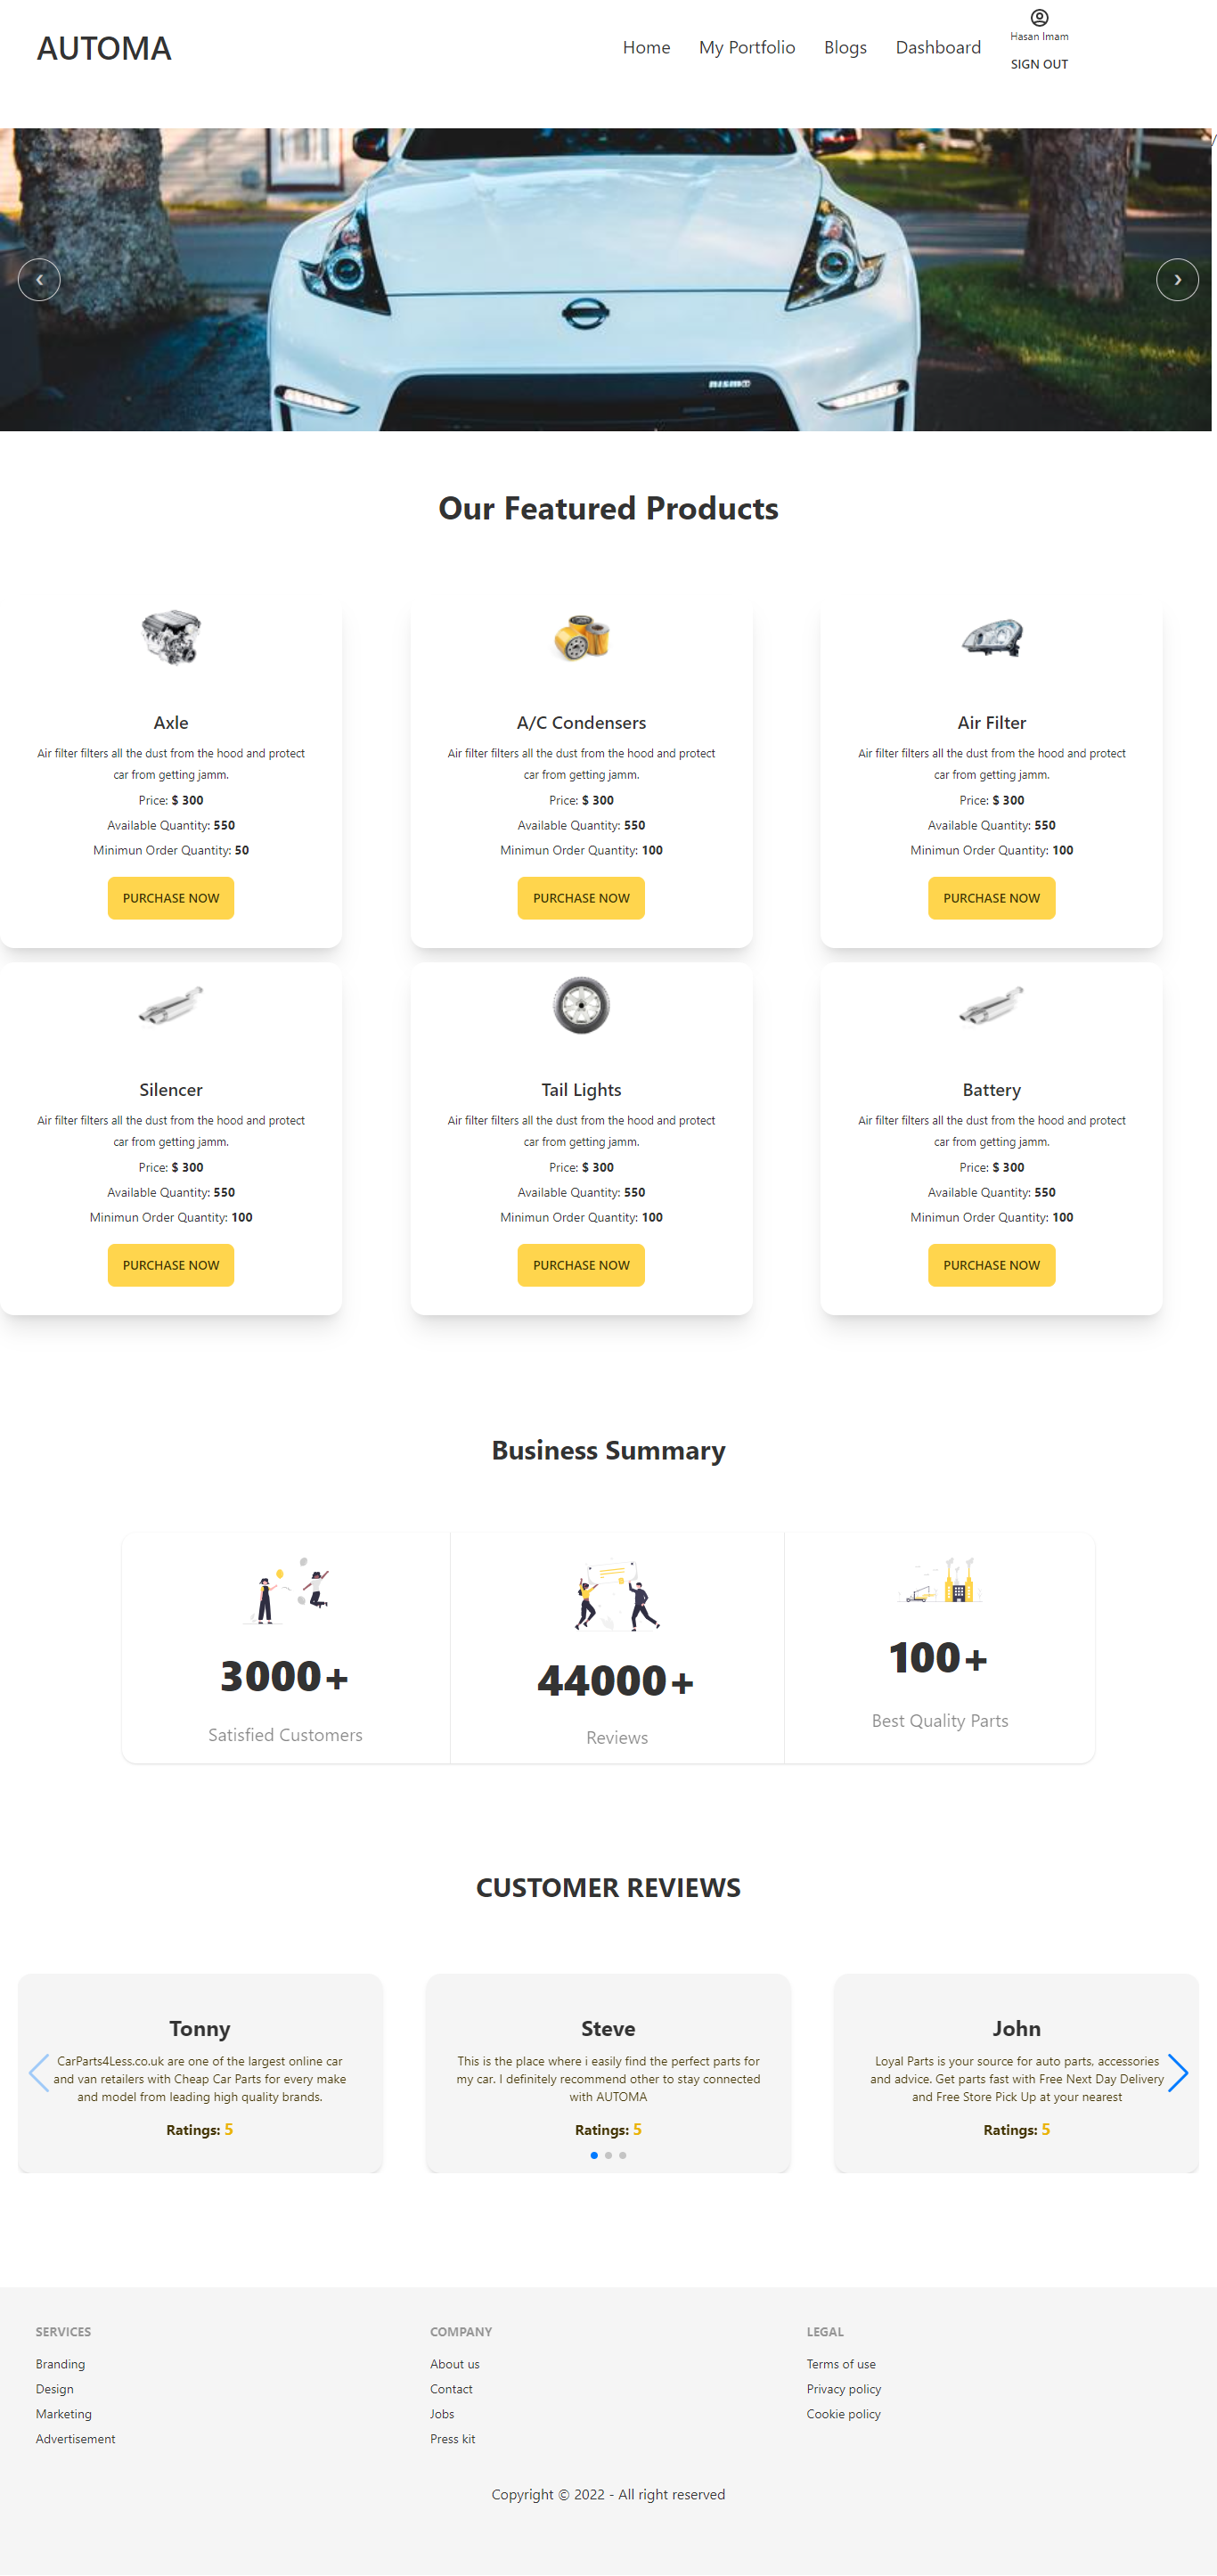 AUTOMA
Home
My Portfolio
Blogs
Dashboard
Hasan Imam
SIGN OUT
/
nismo
Our Featured Products
Axle
Air filter filters all the dust from the hood and protect
car from getting jamm.
Price: $ 300
Available Quantity: 550
Minimun Order Quantity: 50
PURCHASE NOW
A/C Condensers
Air filter filters all the dust from the hood and protect
car from getting jamm.
Price: $ 300
Available Quantity: 550
Minimun Order Quantity: 100
PURCHASE NOW
Air Filter
Air filter filters all the dust from the hood and protect
car from getting jamm.
Price: $ 300
Available Quantity: 550
Minimun Order Quantity: 100
PURCHASE NOW
Silencer
Air filter filters all the dust from the hood and protect
car from getting jamm.
Price: $ 300
Available Quantity: 550
Minimun Order Quantity: 100
PURCHASE NOW
Tail Lights
Air filter filters all the dust from the hood and protect
car from getting jamm.
Price: $ 300
Available Quantity: 550
Minimun Order Quantity: 100
PURCHASE NOW
Battery
Air filter filters all the dust from the hood and protect
car from getting jamm.
Price: $ 300
Available Quantity: 550
Minimun Order Quantity: 100
PURCHASE NOW
Business Summary
3000+
Satisfied Customers
44000+
Reviews
100+
Best Quality Parts
CUSTOMER REVIEWS
Tonny
CarParts4Less.co.uk are one of the largest online car
and van retailers with Cheap Car Parts for every make
and model from leading high quality brands.
Ratings: 5
Steve
This is the place where i easily find the perfect parts for
my car. I definitely recommend other to stay connected
with AUTOMA
Ratings: 5
John
Loyal Parts is your source for auto parts, accessories
and advice. Get parts fast with Free Next Day Delivery
and Free Store Pick Up at your nearest
Ratings: 5
SERVICES
Branding
Design
Marketing
Advertisement
COMPANY
About us
Contact
Jobs
Press kit
LEGAL
Terms of use
Privacy policy
Cookie policy
Copyright © 2022 - All right reserved